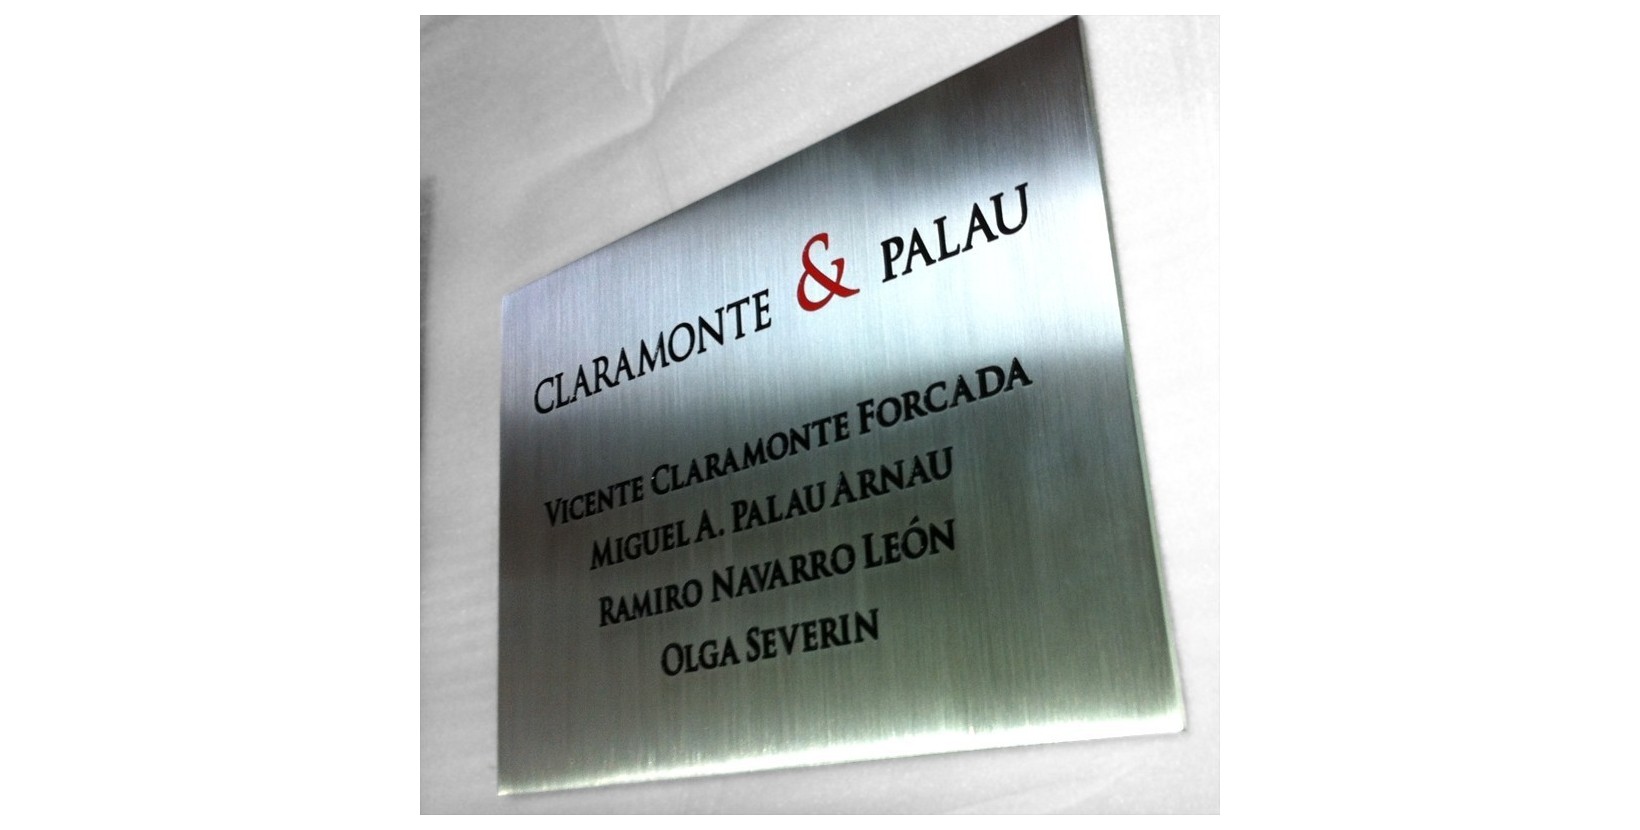 CLARAMONTE & PALAU
VICENTE CLARAMONTE FORCADA
MIGUEL A. PALAU ARNAU
RAMIRO NAVARRO LEÓN
OLGA SEVERIN